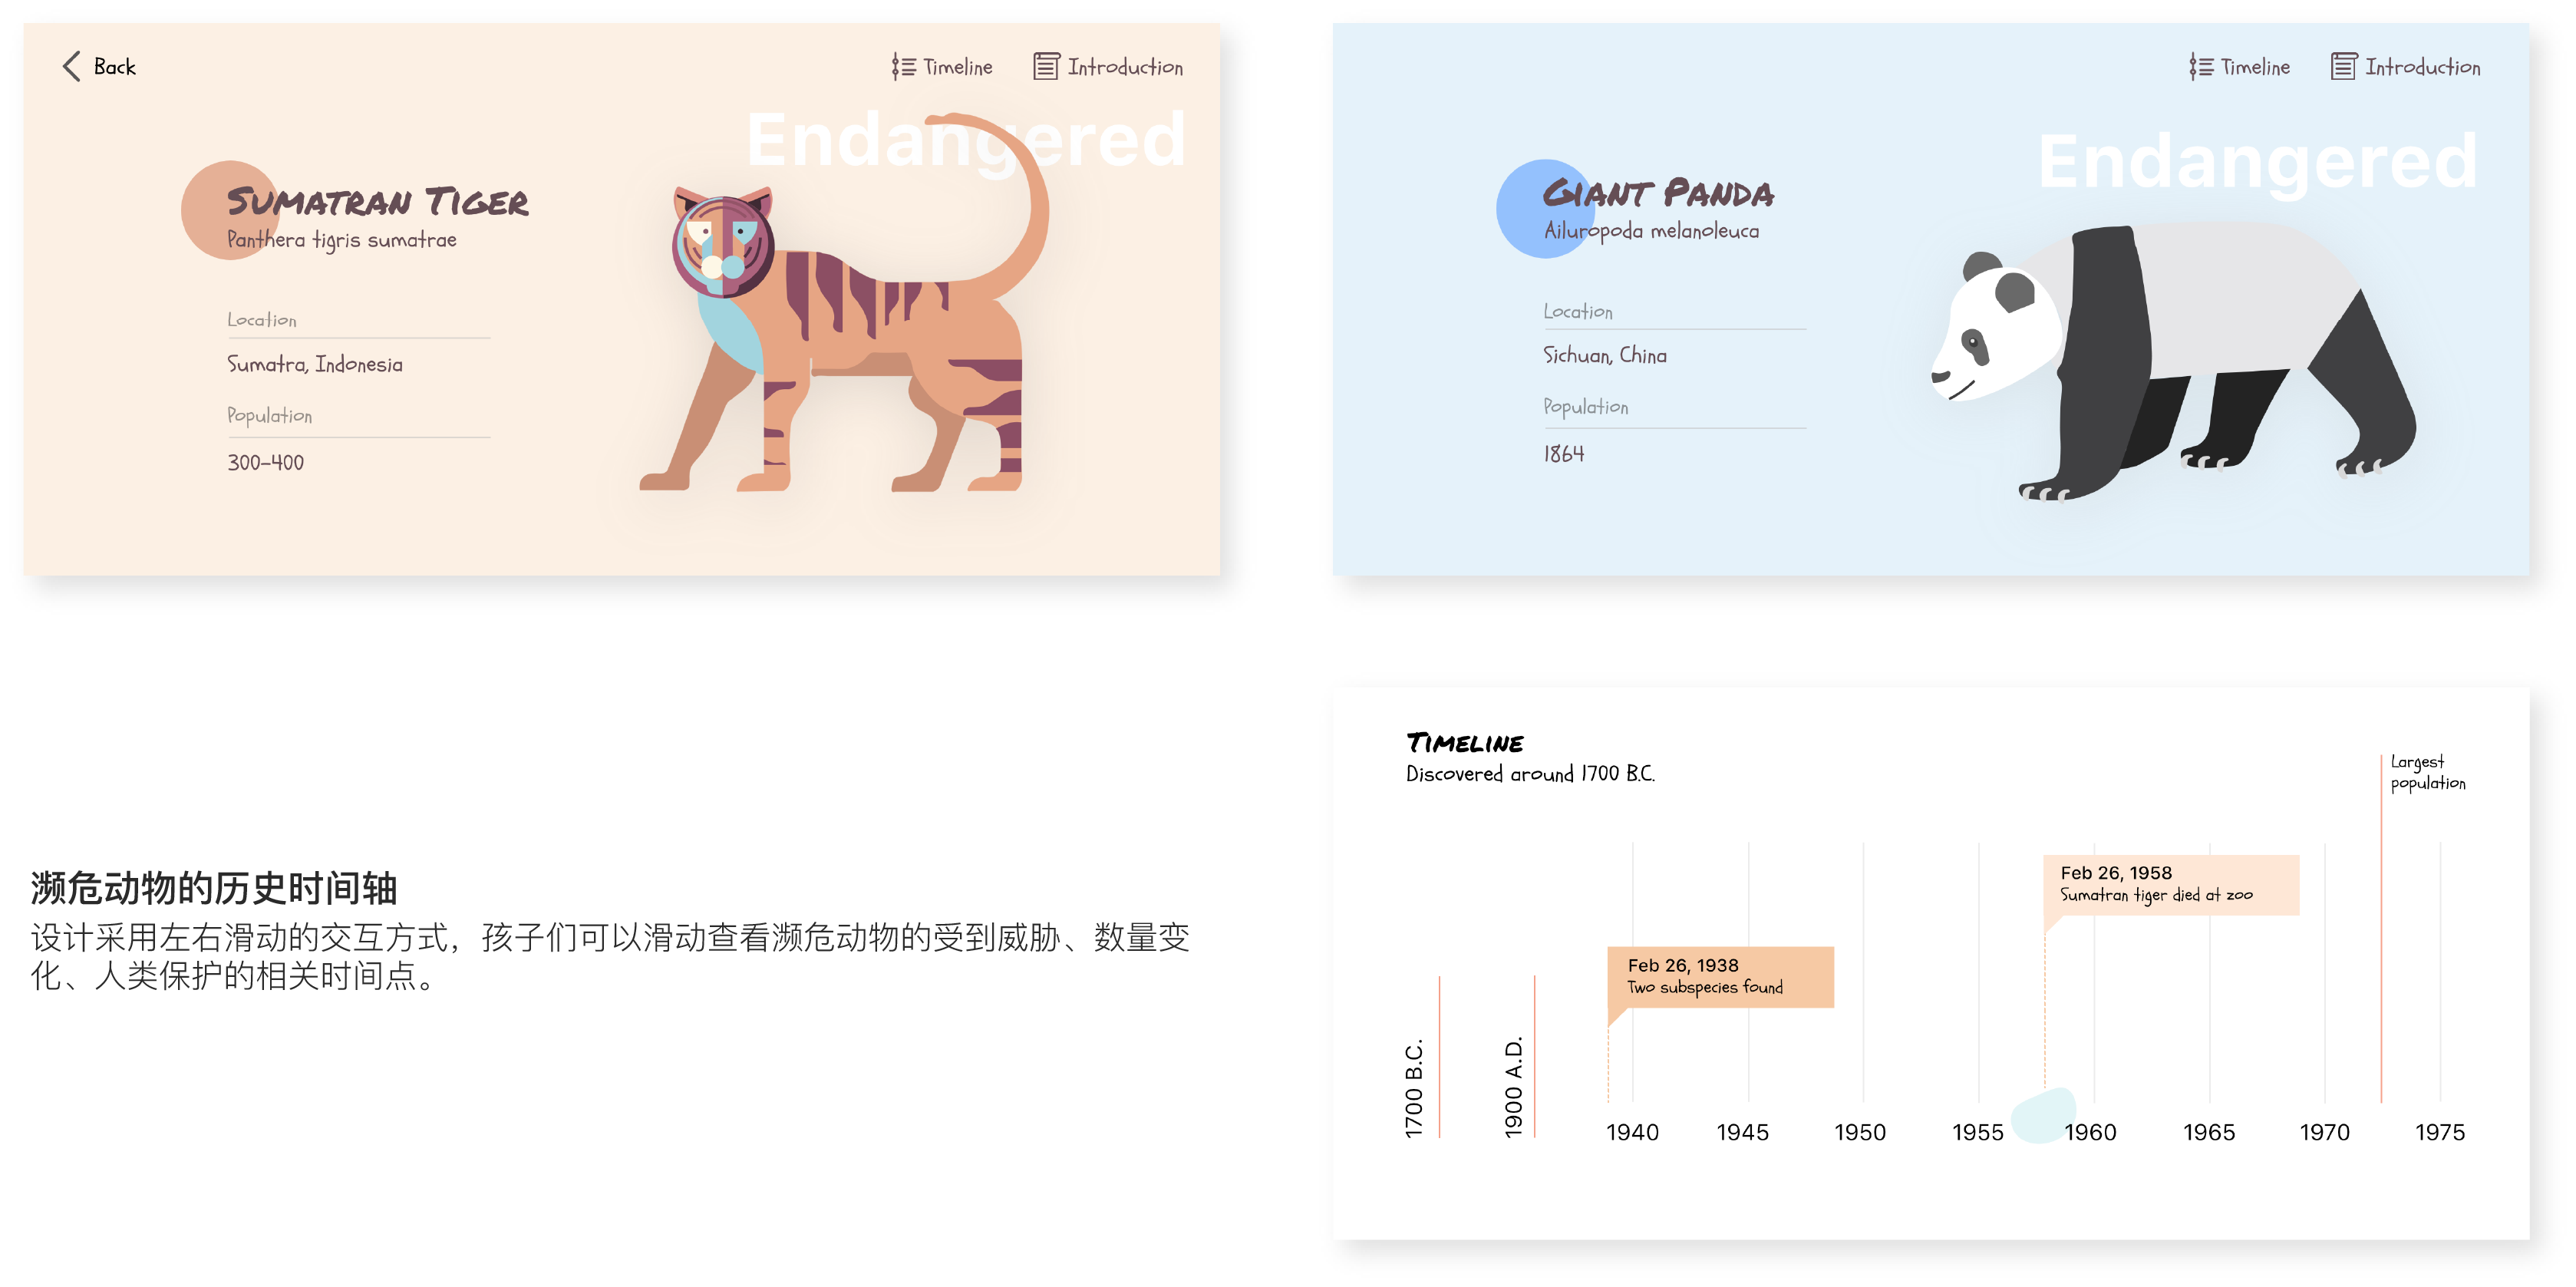 Back
Timeline
Introduction
Endangered
Sumatran Tiger
Panthera tigris sumatrae
Location
Sumatra, Indonesia
Population
300-400
Timeline
Introduction
Endangered
Giant Panda
Ailuropoda melanoleuca
Location
Sichuan, China
Population
1864
濒危动物的历史时间轴
设计采用左右滑动的交互方式，孩子们可以滑动查看濒危动物的受到威胁、数量变
化、人类保护的相关时间点。
Timeline
Discovered around 1700 B.C.
Largest
population
Feb 26, 1958
Sumatran tiger died at zoo
Feb 26, 1938
Two subspecies found
1700 B.C.
1900 A.D.
1940
1945
1950
1955
1960
1965
1970
1975